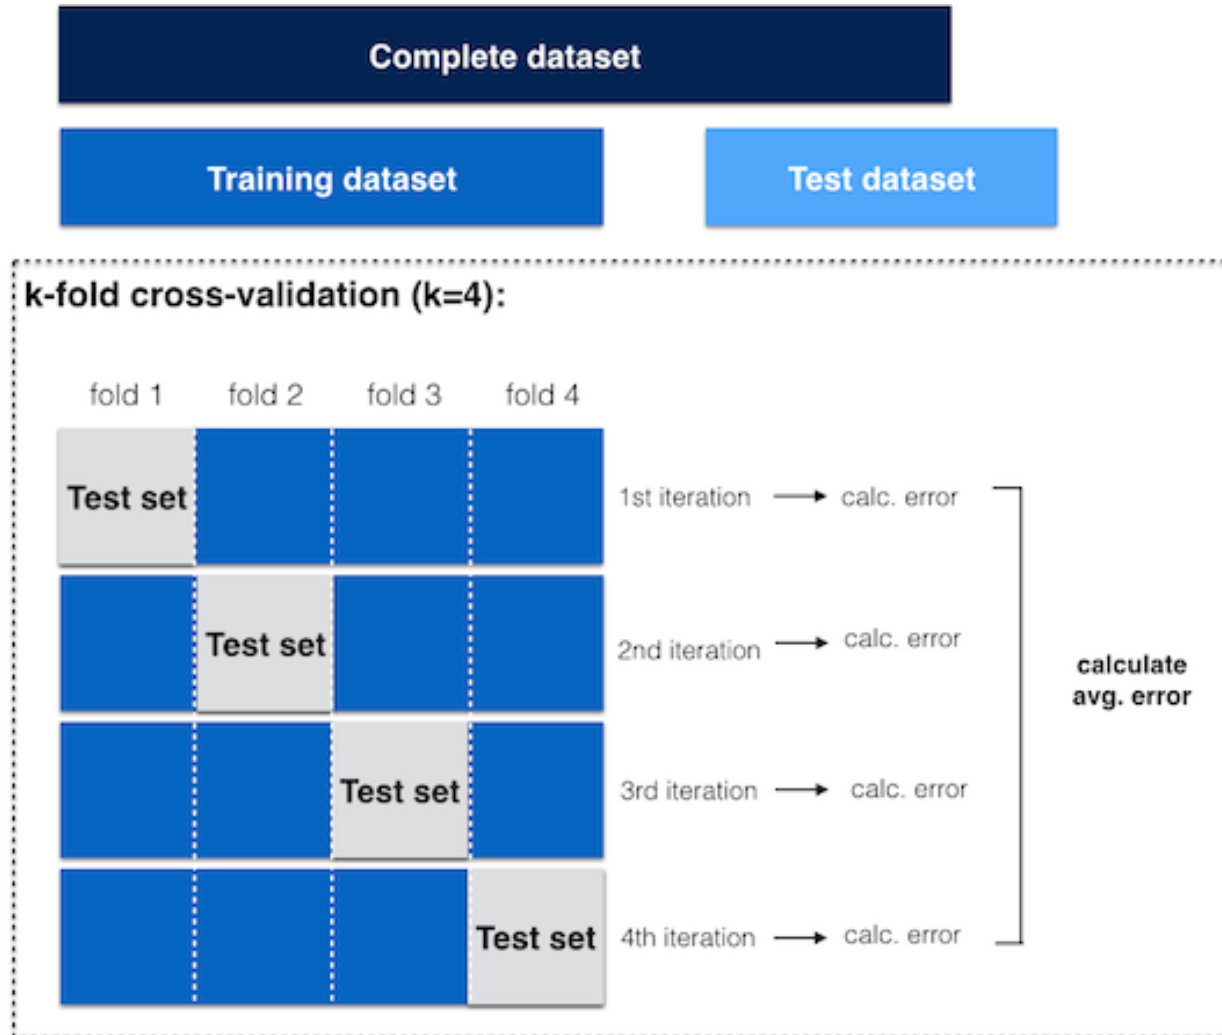 Complete dataset
Training dataset
Test dataset
k-fold cross-validation (k=4):
fold 1
fold 2
fold 3
fold 4
Test set
1st iteration
calc. error
Test set
2nd iteration
calc. error
calculate
avg. error
Test set
3rd iteration
calc. error
Test set
4th iteration
calc. error